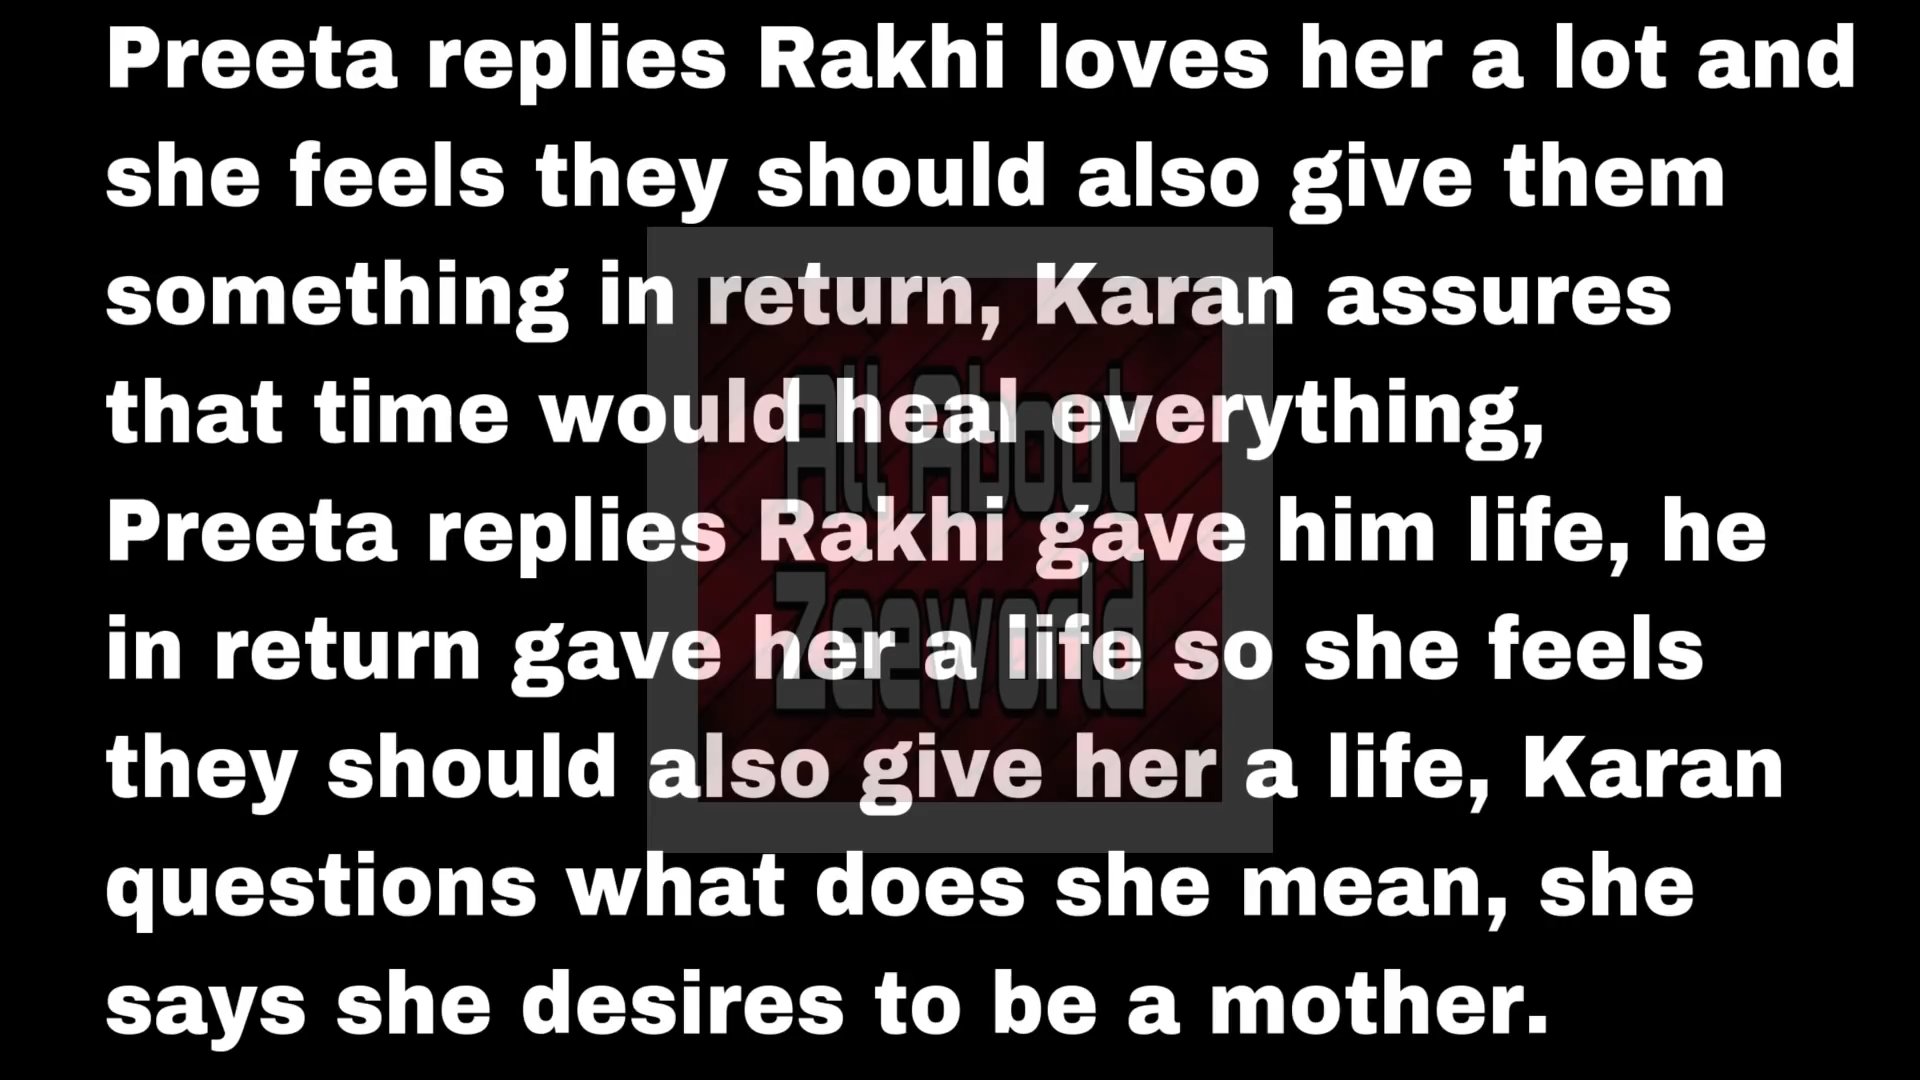 Preeta replies Rakhi loves her a lot and
she feels they should also give them
something in return, Karan assures
that time would heal everything,
Preeta replies Rakhi gave him life, he
in return gave her a life so she feels
they should also give her a life, Karan
questions what does she mean, she
says she desires to be a mother.
All About
Zeeworld